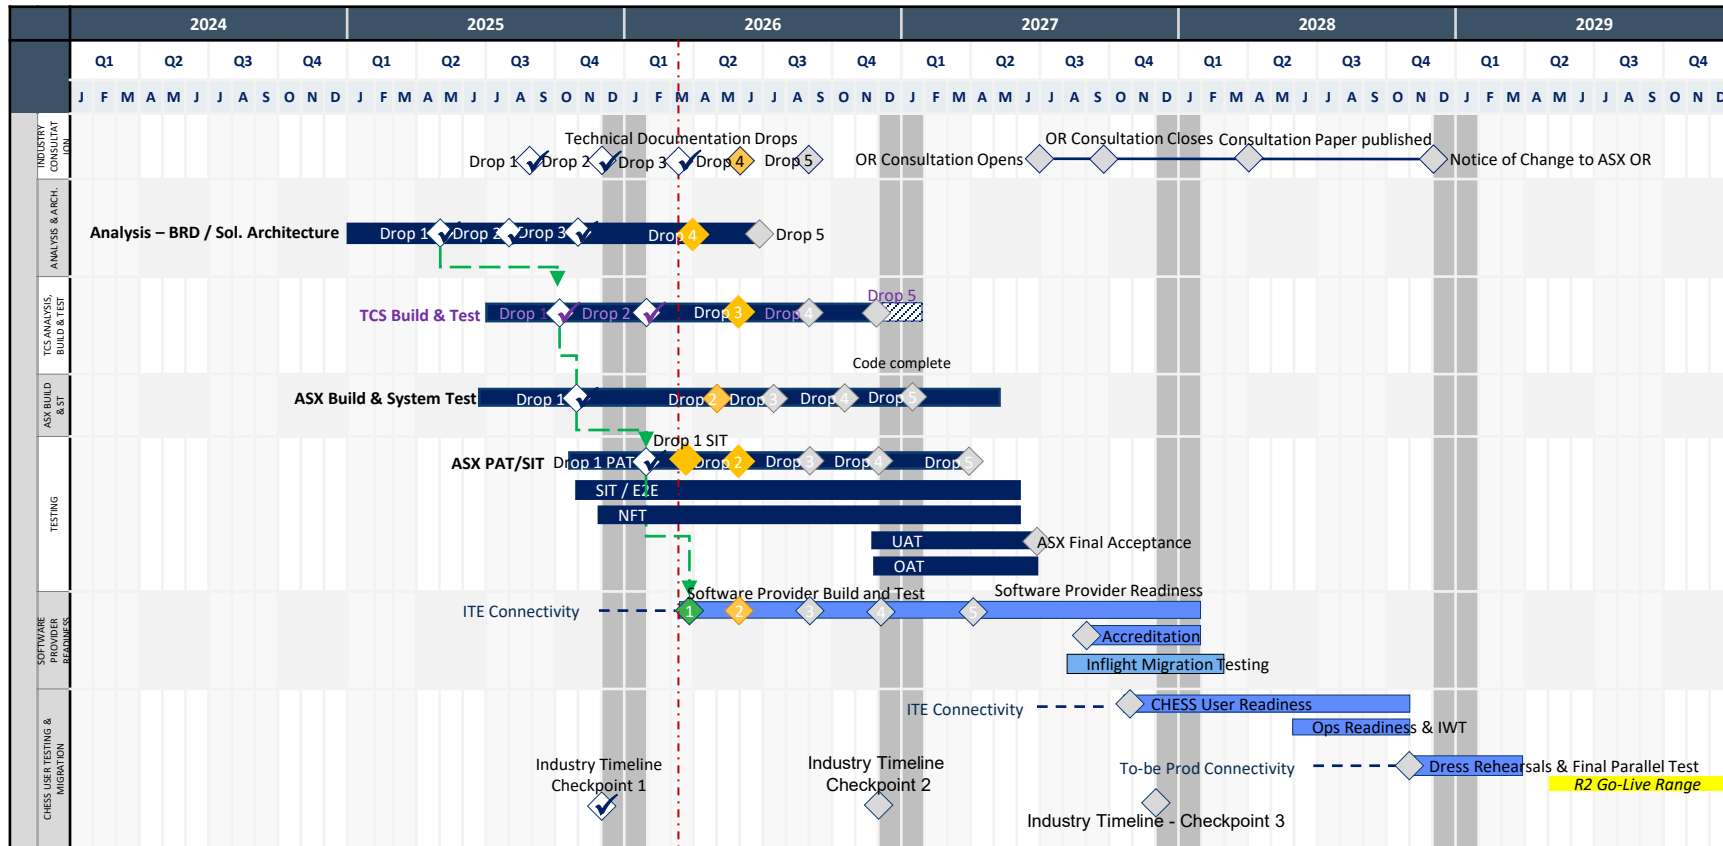 2024 2025 2026 2027 2028 2029
Q1 Q2 Q3 Q4 Q1 Q2 Q3 Q4 Q1 Q2 Q3 Q4 Q1 Q2 Q3 Q4 Q1 Q2 Q3 Q4 Q1 Q2 Q3 Q4
J F M A M J J A S O N D J F M A M J J A S O N D J F M A M J J A S O N D J F M A M J J A S O N D J F M A M J J A S O N D J F M A M J J A S O N D
INDUSTRY
CONSULTAT
ION
Technical Documentation Drops
Drop 1 Drop 2 Drop 3 Drop 4 Drop 5
OR Consultation Opens
OR Consultation Closes
Consultation Paper published
Notice of Change to ASX OR
ANALYSIS & ARCH.
Analysis – BRD / Sol. Architecture
Drop 1 Drop 2 Drop 3 Drop 4 Drop 5
TCS ANALYSIS,
BUILD & TEST
TCS Build & Test
Drop 1 Drop 2 Drop 3 Drop 4 Drop 5
Code complete
ASX BUILD
& ST
ASX Build & System Test
Drop 1 Drop 2 Drop 3 Drop 4 Drop 5
TESTING
Drop 1 SIT
ASX PAT/SIT
Drop 1 PAT Drop 2 Drop 3 Drop 4 Drop 5
SIT / E2E
NFT
UAT
ASX Final Acceptance
OAT
SOFTWARE
PROVIDER
READINESS
Software Provider Build and Test
Software Provider Readiness
ITE Connectivity
1 2 3 4 5
Accreditation
Inflight Migration Testing
CHESS USER TESTING &
MIGRATION
ITE Connectivity
CHESS User Readiness
Ops Readiness & IWT
To-be Prod Connectivity
Dress Rehearsals & Final Parallel Test
R2 Go-Live Range
Industry Timeline
Checkpoint 1
Industry Timeline
Checkpoint 2
Industry Timeline - Checkpoint 3